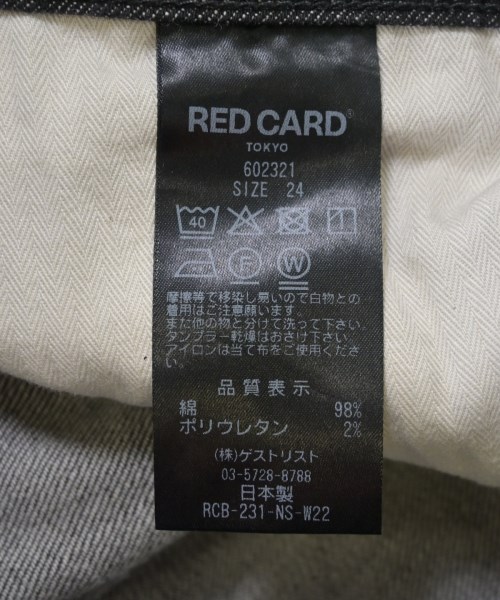 RED CARD®
TOKYO
602321
SIZE 24
40
F W
摩擦等で移染し易いので白物との
着用はご注意願います。
また他の物と分けて洗って下さい。
タンブラー乾燥はお避け下さい。
アイロンは当て布をご使用くださ
い。
品質表示
綿 98%
ポリウレタン 2%
(株)ゲストリスト
03-5728-8788
日本製
RCB-231-NS-W22